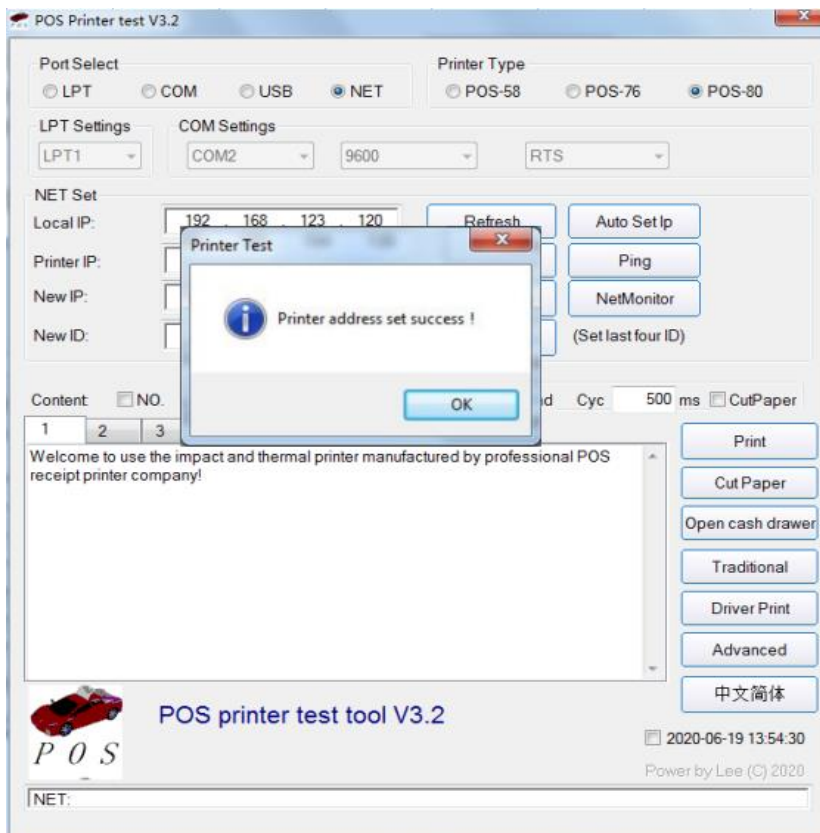 POS Printer test V3.2
Port Select
LPT COM USB NET
Printer Type
POS-58 POS-76 POS-80
LPT Settings
LPT1
COM Settings
COM2 9600 RTS
NET Set
Local IP: 192 . 168 . 123 . 120 Refresh Auto Set Ip
Printer IP: Ping
New IP: NetMonitor
New ID: (Set last four ID)
Printer Test
Printer address set success !
OK
Content NO. Cyc 500 ms CutPaper
1 2 3
Welcome to use the impact and thermal printer manufactured by professional POS
receipt printer company!
Print
Cut Paper
Open cash drawer
Traditional
Driver Print
Advanced
中文简体
POS
POS printer test tool V3.2
2020-06-19 13:54:30
Power by Lee (C) 2020
NET: